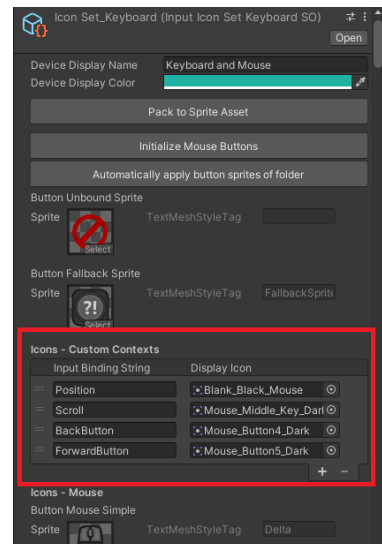 Icon Set_Keyboard (Input Icon Set Keyboard SO)
Open
Device Display Name Keyboard and Mouse
Device Display Color
Pack to Sprite Asset
Initialize Mouse Buttons
Automatically apply button sprites of folder
Button Unbound Sprite
Sprite TextMeshStyleTag
Select
Button Fallback Sprite
Sprite TextMeshStyleTag FallbackSprite
?!
Select
Icons - Custom Contexts
Input Binding String Display Icon
Position Blank_Black_Mouse
Scroll Mouse_Middle_Key_Darl
BackButton Mouse_Button4_Dark
ForwardButton Mouse_Button5_Dark
+ -
Icons - Mouse
Button Mouse Simple
Sprite TextMeshStyleTag Delta